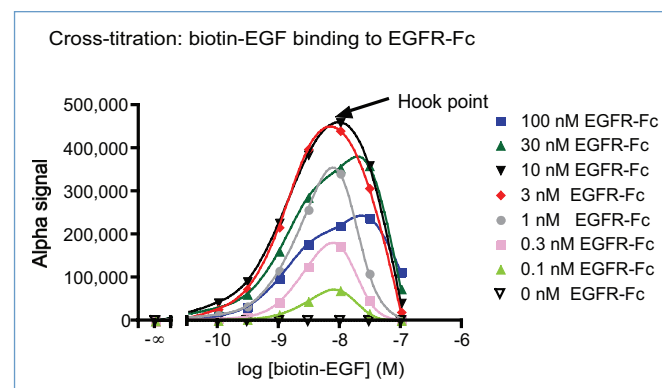 Cross-titration: biotin-EGF binding to EGFR-Fc
Hook point
500,000
400,000
300,000
200,000
100,000
0
Alpha signal
-∞
-10
-9
-8
-7
-6
log [biotin-EGF] (M)
100 nM EGFR-Fc
30 nM EGFR-Fc
10 nM EGFR-Fc
3 nM EGFR-Fc
1 nM EGFR-Fc
0.3 nM EGFR-Fc
0.1 nM EGFR-Fc
0 nM EGFR-Fc